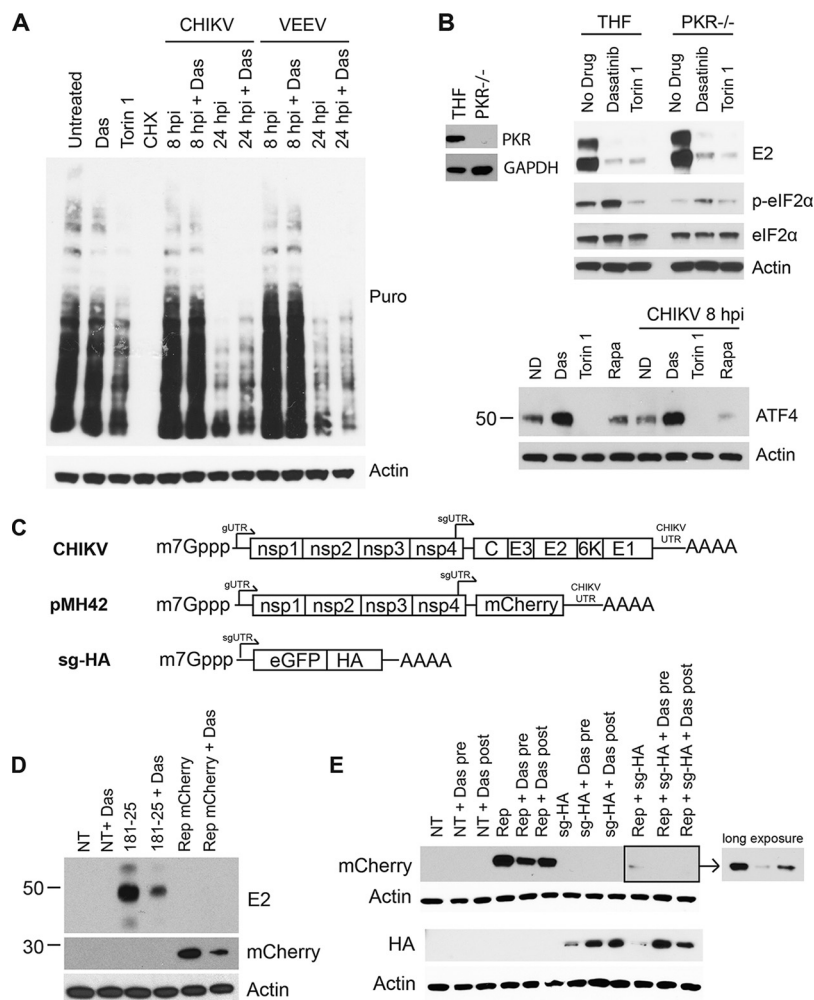 A
CHIKV VEEV
Untreated
Das
Torin 1
CHX
8 hpi
8 hpi + Das
24 hpi
24 hpi + Das
8 hpi
8 hpi + Das
24 hpi
24 hpi + Das
Puro
Actin
B
THF PKR-/-
THF
PKR-/-
PKR
GAPDH
No Drug
Dasatinib
Torin 1
No Drug
Dasatinib
Torin 1
E2
p-eIF2α
eIF2α
Actin
CHIKV 8 hpi
ND
Das
Torin 1
Rapa
ND
Das
Torin 1
Rapa
50 ATF4
Actin
C
CHIKV m7Gppp gUTR nsp1 nsp2 nsp3 nsp4 sgUTR C E3 E2 6K E1 CHIKV UTR AAAA
pMH42 m7Gppp gUTR nsp1 nsp2 nsp3 nsp4 sgUTR mCherry CHIKV UTR AAAA
sg-HA m7Gppp sgUTR eGFP HA AAAA
D
NT
NT+ Das
181-25
181-25 + Das
Rep mCherry
Rep mCherry + Das
50 E2
30 mCherry
Actin
E
NT
NT + Das pre
NT + Das post
Rep
Rep + Das pre
Rep + Das post
sg-HA
sg-HA + Das pre
sg-HA + Das post
Rep + sg-HA
Rep + sg-HA + Das pre
Rep + sg-HA + Das post
long exposure
mCherry
Actin
HA
Actin